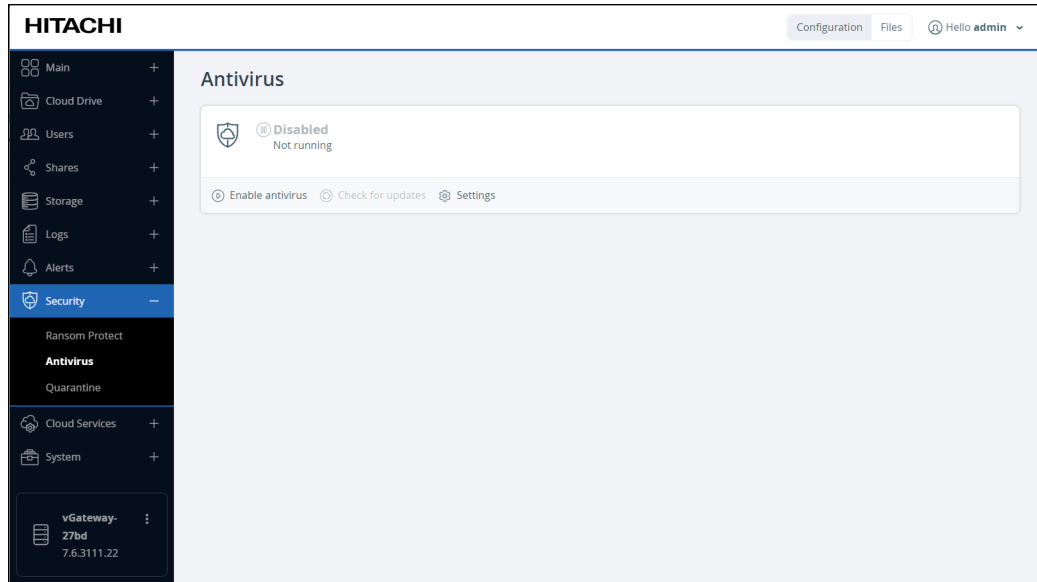 HITACHI
Configuration Files Hello admin
Main
Cloud Drive
Users
Shares
Storage
Logs
Alerts
Security
Ransom Protect
Antivirus
Quarantine
Cloud Services
System
vGateway-
27bd
7.6.3111.22
Antivirus
Disabled
Not running
Enable antivirus Check for updates Settings